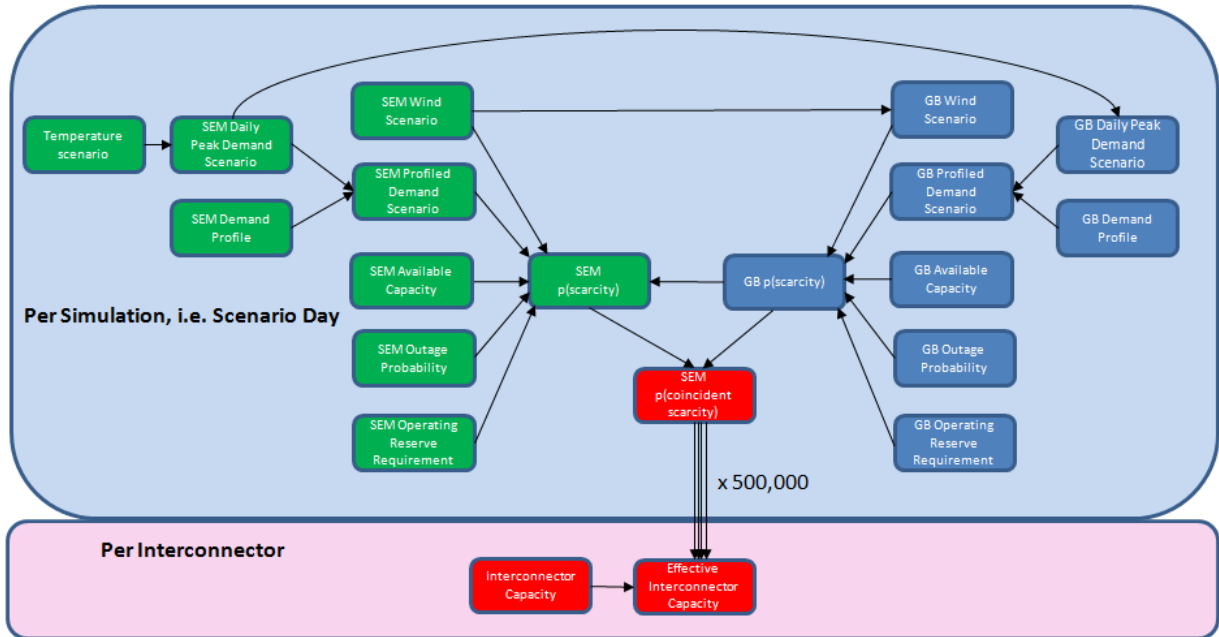 SEM Wind
Scenario
GB Wind
Scenario
Temperature
scenario
SEM Daily
Peak Demand
Scenario
GB Daily Peak
Demand
Scenario
SEM Profiled
Demand
Scenario
GB Profiled
Demand
Scenario
SEM Demand
Profile
GB Demand
Profile
SEM Available
Capacity
SEM
p(scarcity)
GB p(scarcity)
GB Available
Capacity
Per Simulation, i.e. Scenario Day
SEM Outage
Probability
GB Outage
Probability
SEM
p(coincident
scarcity)
SEM Operating
Reserve
Requirement
GB Operating
Reserve
Requirement
x 500,000
Per Interconnector
Interconnector
Capacity
Effective
Interconnector
Capacity